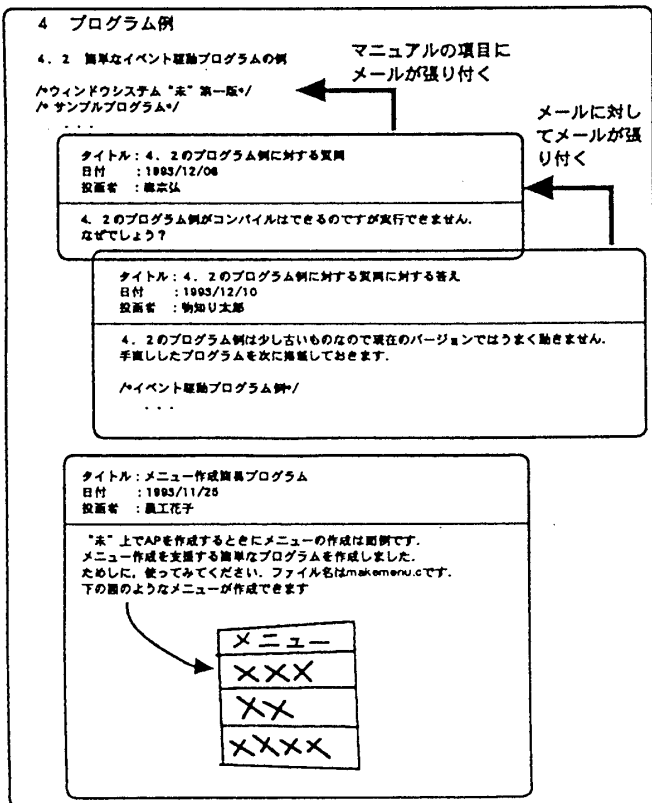 4 プログラム例
4.2 簡単なイベント駆動プログラムの例
マニュアルの項目に
メールが張り付く
/*ウィンドウシステム “未” 第一版*/
/* サンプルプログラム*/
. . .
メールに対し
てメールが張
り付く
タイトル:4.2のプログラム例に対する質問
日付 :1993/12/06
投函者 :宗弘
4.2のプログラム例がコンパイルはできるのですが実行できません.
なぜでしょう?
タイトル:4.2のプログラム例に対する質問に対する答え
日付 :1993/12/10
投函者 :物知り太郎
4.2のプログラム例は少し古いものなので現在のバージョンではうまく動きません.
手直ししたプログラムを次に掲載しておきます.
/*イベント駆動プログラム例*/
. . .
タイトル:メニュー作成簡易プログラム
日付 :1993/11/25
投函者 :農工花子
“未” 上でAPを作成するときにメニューの作成は面倒です.
メニュー作成を支援する簡単なプログラムを作成しました.
ためしに,使ってみてください.ファイル名はmakemenu.cです.
下の図のようなメニューが作成できます
メニュー
×××
××
××××